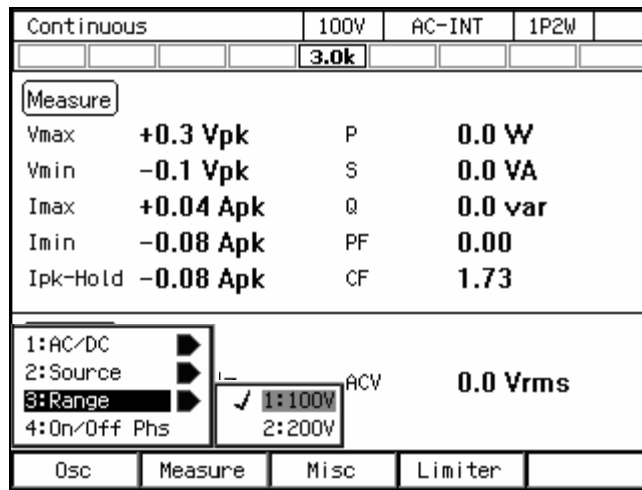 Continuous 100V AC-INT 1P2W
3.0k
Measure
Vmax +0.3 Vpk P 0.0 W
Vmin -0.1 Vpk S 0.0 VA
Imax +0.04 Apk Q 0.0 var
Imin -0.08 Apk PF 0.00
Ipk-Hold -0.08 Apk CF 1.73
1:AC/DC
2:Source
ACV 0.0 Vrms
3:Range ✓ 1:100V
4:On/Off Phs 2:200V
Osc Measure Misc Limiter